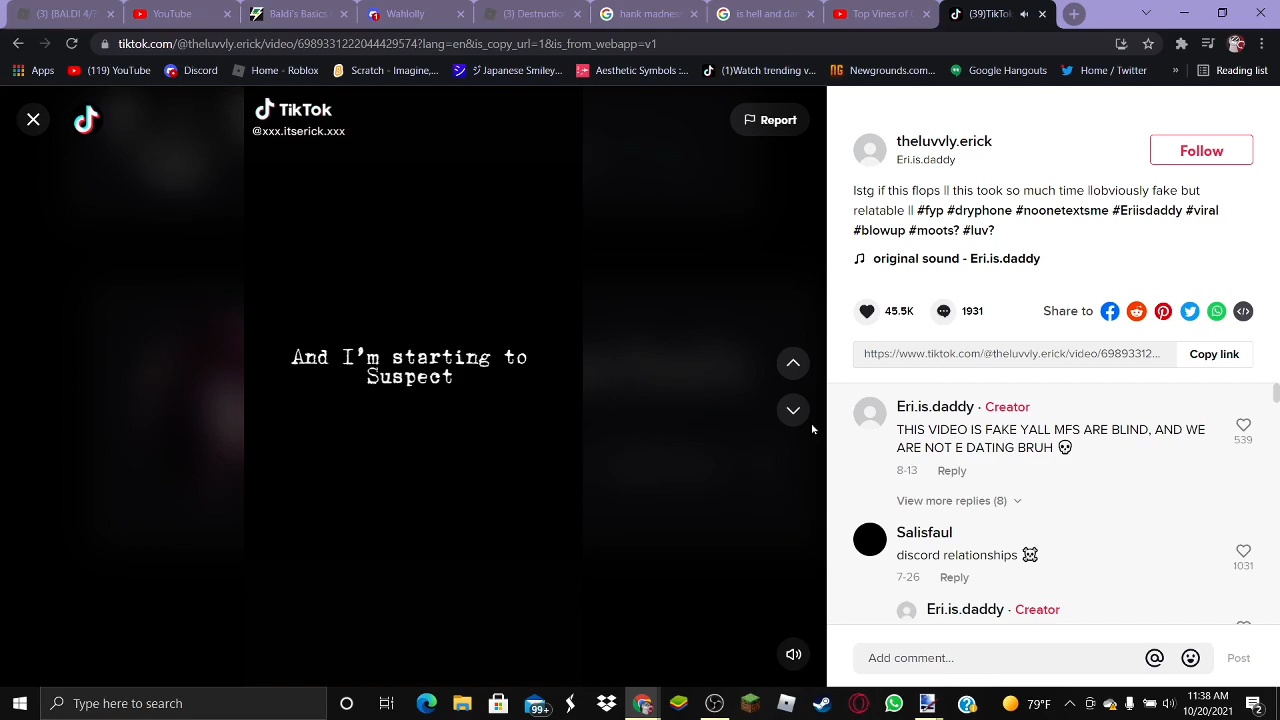 (3) {BALDI 4/
YouTube
Baldi's Basics
Wahlolly
(3) Destruction
hank madness
is hell and dar
Top Vines of
(39)TikTok
tiktok.com/@theluvvly.erick/video/6989331222044429574?lang=en&is_copy_url=1&is_from_webapp=v1
Apps
(119) YouTube
Discord
Home - Roblox
Scratch - Imagine,...
ジ Japanese Smiley...
Aesthetic Symbols :...
(1)Watch trending v...
Newgrounds.com...
Google Hangouts
Home / Twitter
»
Reading list
TikTok
@xxx.itserick.xxx
Report
And I'm starting to
Suspect
theluvvly.erick
Eri.is.daddy
Follow
Istg if this flops || this took so much time ||obviously fake but
relatable || #fyp #dryphone #noonetextsme #Eriisdaddy #viral
#blowup #moots? #luv?
original sound - Eri.is.daddy
45.5K
1931
Share to
https://www.tiktok.com/@theluvvly.erick/video/69893312...
Copy link
Eri.is.daddy · Creator
THIS VIDEO IS FAKE YALL MFS ARE BLIND, AND WE
ARE NOT E DATING BRUH 💀
539
8-13 Reply
View more replies (8)
Salisfaul
discord relationships ☠
1031
7-26 Reply
Eri.is.daddy · Creator
Add comment...
Post
Type here to search
99+
79°F
11:38 AM
10/20/2021
2